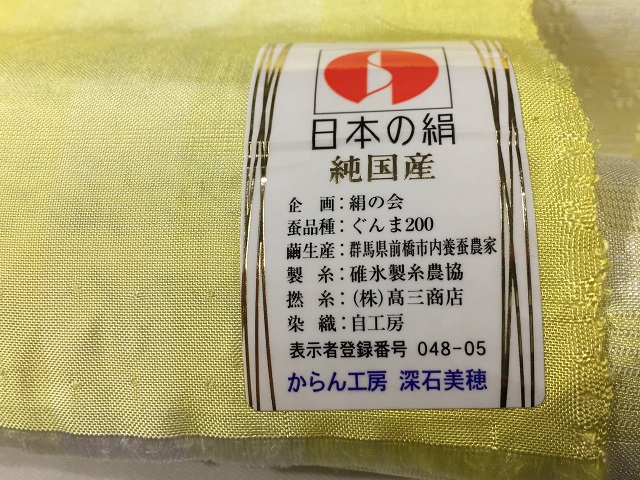 日本の絹
純国産
企 画：絹の会
蚕品種：ぐんま200
繭生産：群馬県前橋市内養蚕農家
製 糸：碓氷製糸農協
撚 糸：(株)髙三商店
染 織：自工房
表示者登録番号 048-05
からん工房 深石美穂